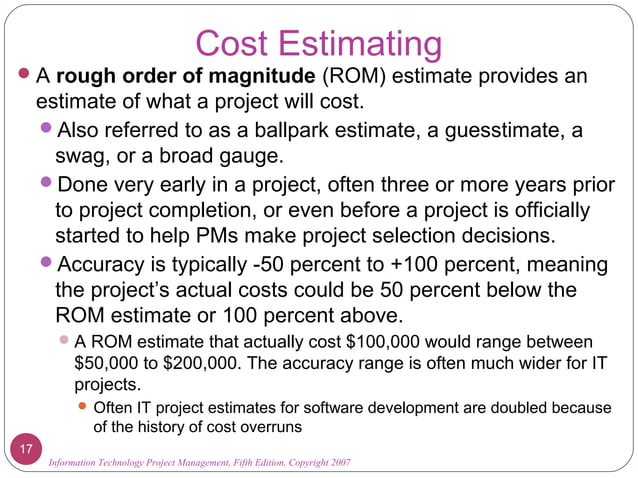 Cost Estimating
A rough order of magnitude (ROM) estimate provides an
estimate of what a project will cost.
Also referred to as a ballpark estimate, a guesstimate, a
swag, or a broad gauge.
Done very early in a project, often three or more years prior
to project completion, or even before a project is officially
started to help PMs make project selection decisions.
Accuracy is typically -50 percent to +100 percent, meaning
the project’s actual costs could be 50 percent below the
ROM estimate or 100 percent above.
A ROM estimate that actually cost $100,000 would range between
$50,000 to $200,000. The accuracy range is often much wider for IT
projects.
Often IT project estimates for software development are doubled because
of the history of cost overruns
17
Information Technology Project Management, Fifth Edition, Copyright 2007